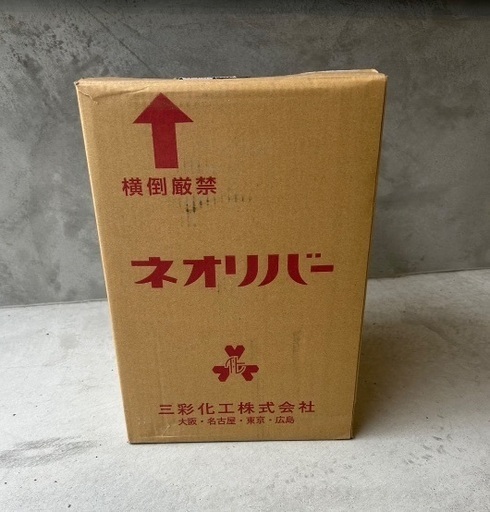 横倒厳禁
ネオリバー
化
三彩化工株式会社
大阪・名古屋・東京・広島